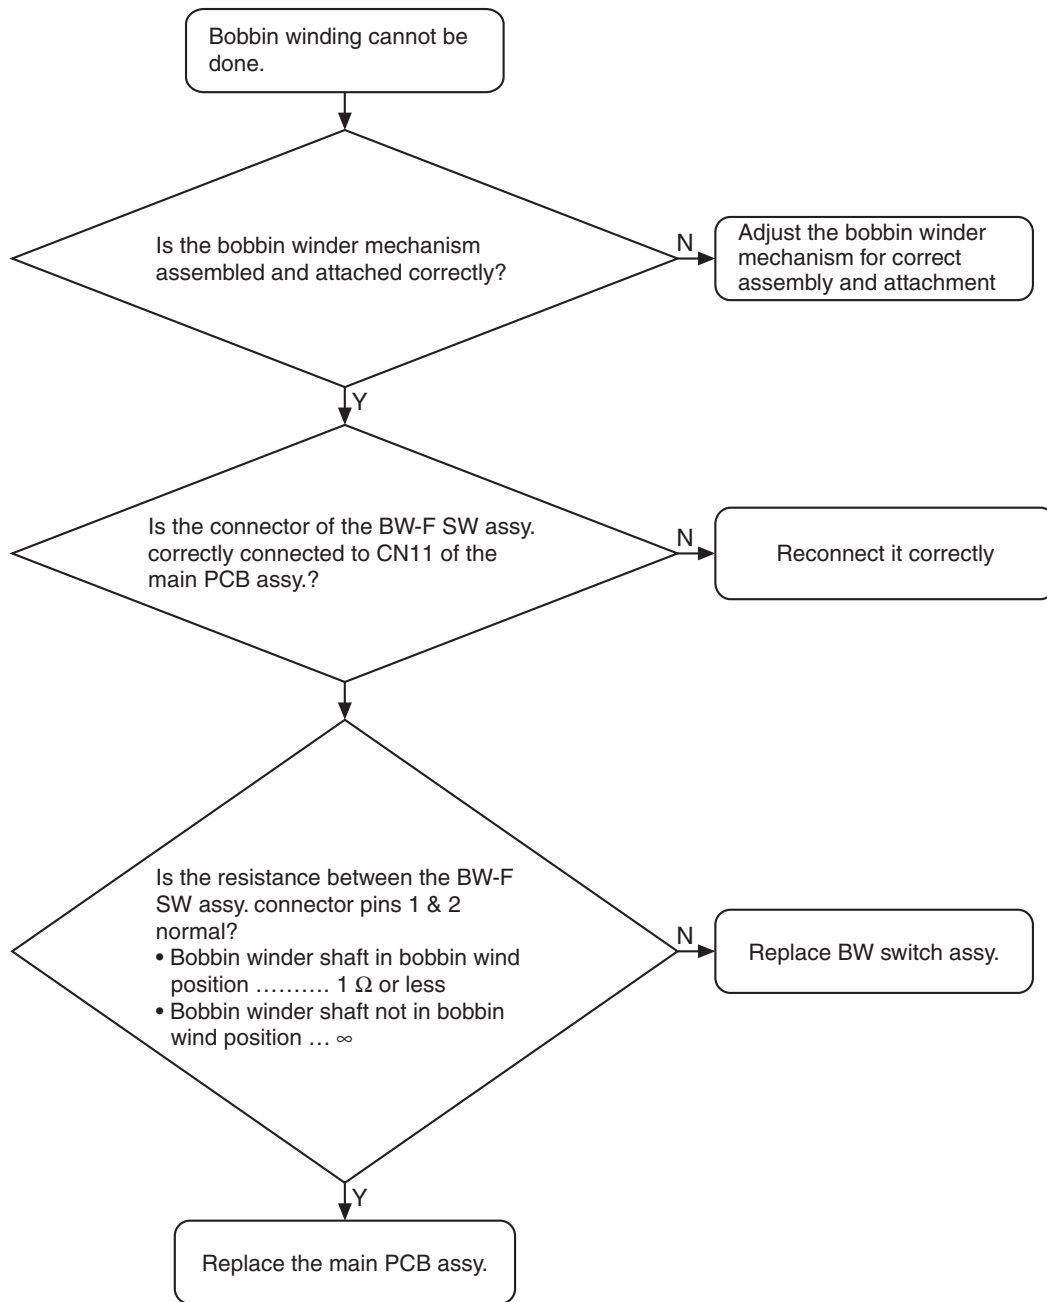 Bobbin winding cannot be
done.
Is the bobbin winder mechanism
assembled and attached correctly?
N
Adjust the bobbin winder
mechanism for correct
assembly and attachment
Y
Is the connector of the BW-F SW assy.
correctly connected to CN11 of the
main PCB assy.?
N
Reconnect it correctly
Is the resistance between the BW-F
SW assy. connector pins 1 & 2
normal?
• Bobbin winder shaft in bobbin wind
position ………. 1 Ω or less
• Bobbin winder shaft not in bobbin
wind position … ∞
N
Replace BW switch assy.
Y
Replace the main PCB assy.